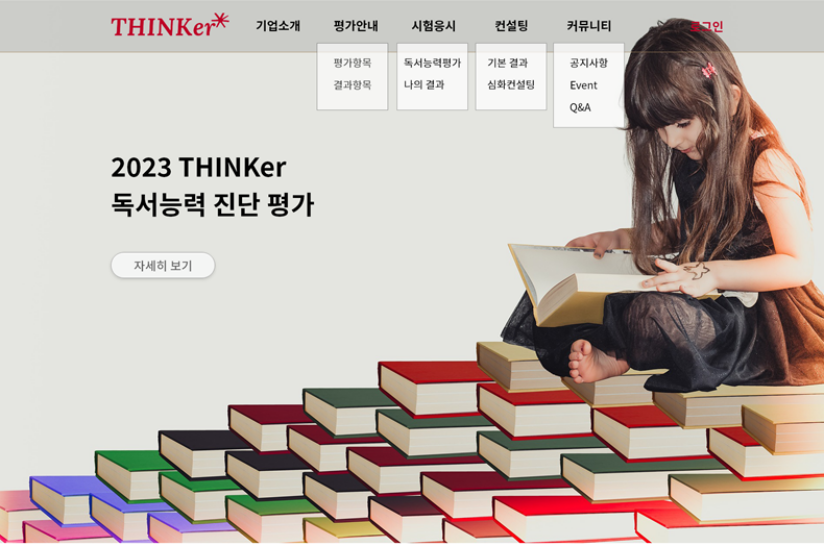 THINKer*
기업소개 평가안내 시험응시 컨설팅 커뮤니티 로그인
평가항목 독서능력평가 기본 결과 공지사항
결과항목 나의 결과 심화컨설팅 Event
Q&A
2023 THINKer
독서능력 진단 평가
자세히 보기